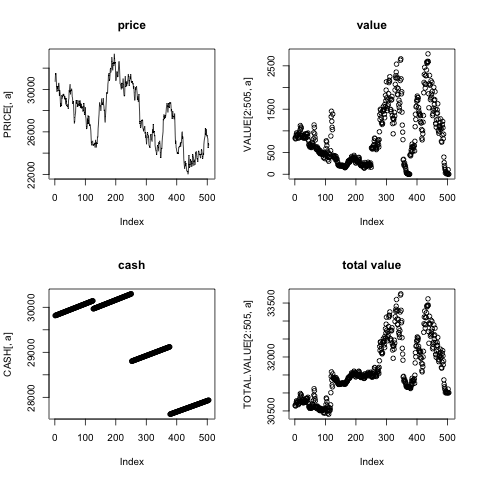 price
PRICE[, a]
22000 26000 30000
0 100 200 300 400 500
Index
value
VALUE[2:505, a]
0 500 1500 2500
0 100 200 300 400 500
Index
cash
CASH[, a]
28000 29000 30000
0 100 200 300 400 500
Index
total value
TOTAL.VALUE[2:505, a]
30500 32000 33500
0 100 200 300 400 500
Index